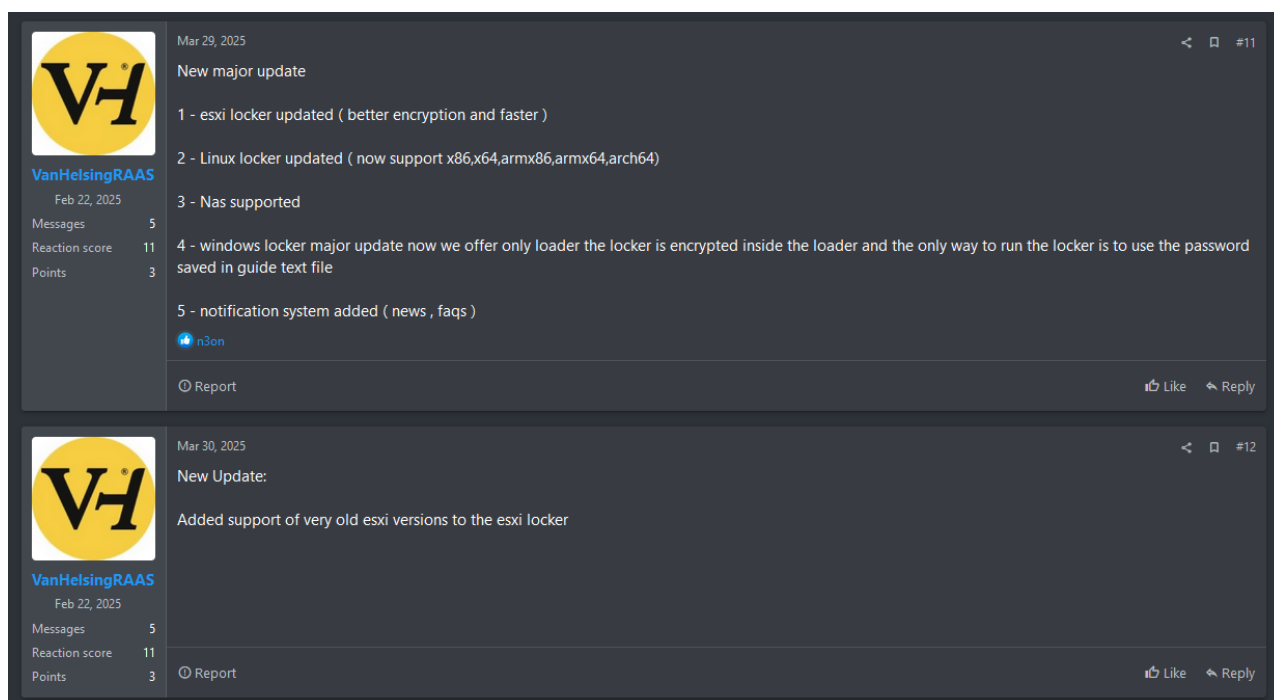 VH®
Mar 29, 2025
#11
New major update
1 - esxi locker updated ( better encryption and faster )
2 - Linux locker updated ( now support x86,x64,armx86,armx64,arch64)
3 - Nas supported
4 - windows locker major update now we offer only loader the locker is encrypted inside the loader and the only way to run the locker is to use the password
saved in guide text file
5 - notification system added ( news , faqs )
n3on
VanHelsingRAAS
Feb 22, 2025
Messages 5
Reaction score 11
Points 3
Report
Like
Reply
VH®
Mar 30, 2025
#12
New Update:
Added support of very old esxi versions to the esxi locker
VanHelsingRAAS
Feb 22, 2025
Messages 5
Reaction score 11
Points 3
Report
Like
Reply